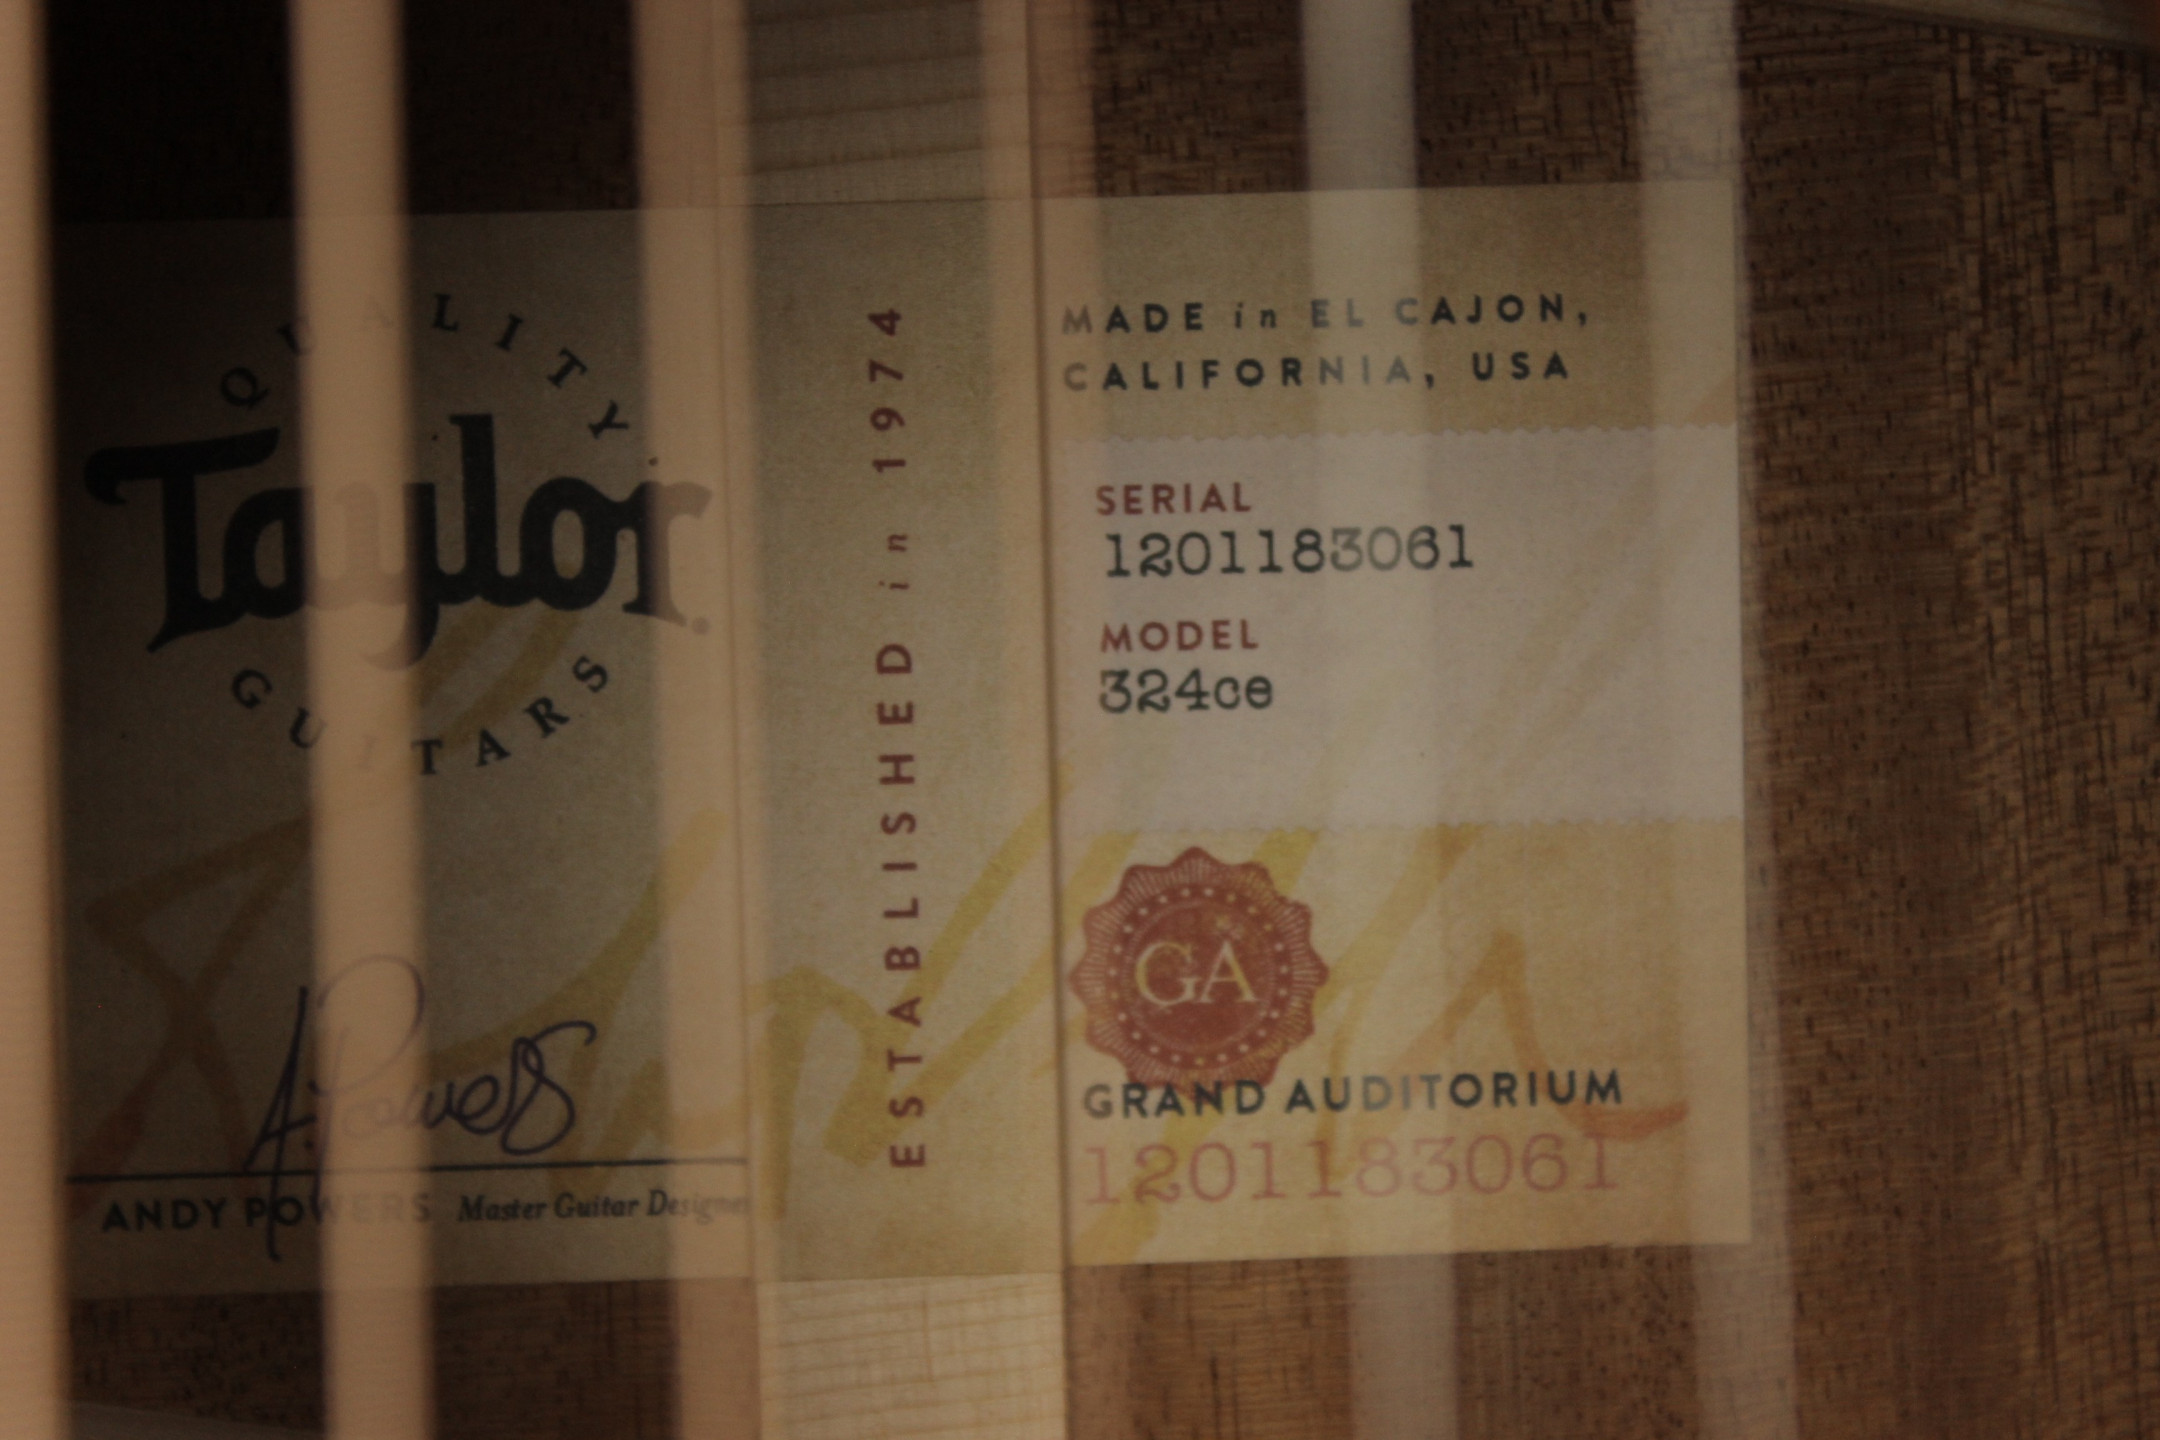 QUALITY
Taylor
GUITARS
A. Powers
ANDY POWERS Master Guitar Designer
ESTABLISHED in 1974
MADE in EL CAJON,
CALIFORNIA, USA
SERIAL
1201183061
MODEL
324ce
GA
GRAND AUDITORIUM
1201183061